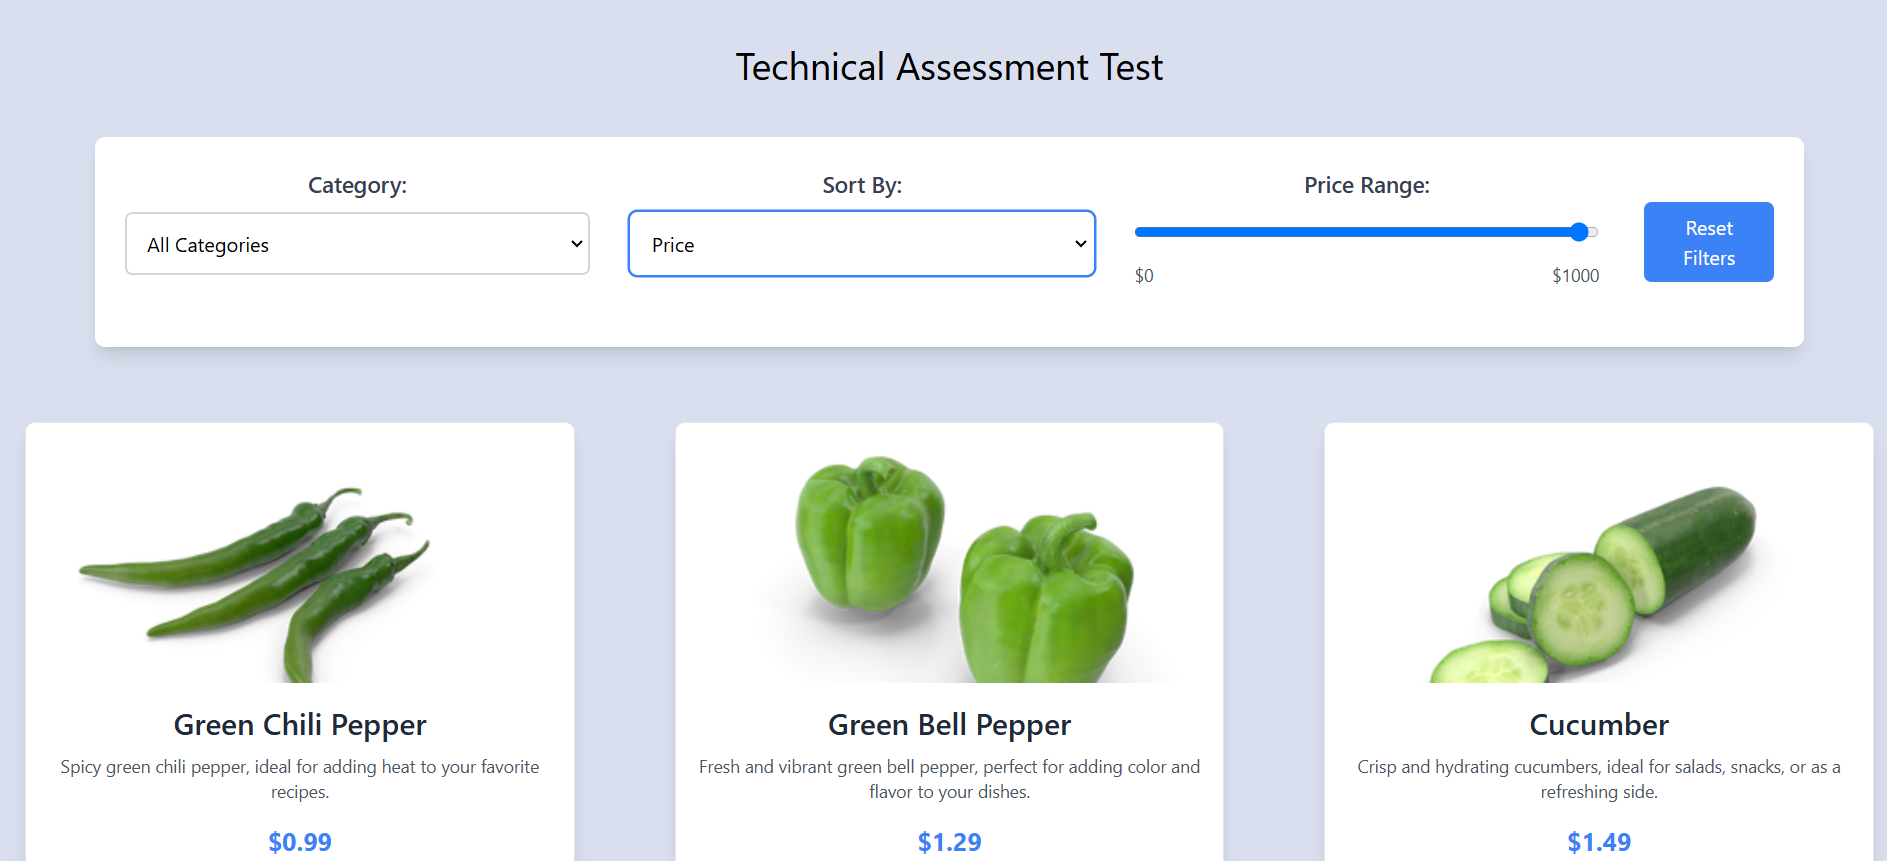 Technical Assessment Test
Category:
All Categories
Sort By:
Price
Price Range:
$0
$1000
Reset
Filters
Green Chili Pepper
Spicy green chili pepper, ideal for adding heat to your favorite
recipes.
$0.99
Green Bell Pepper
Fresh and vibrant green bell pepper, perfect for adding color and
flavor to your dishes.
$1.29
Cucumber
Crisp and hydrating cucumbers, ideal for salads, snacks, or as a
refreshing side.
$1.49